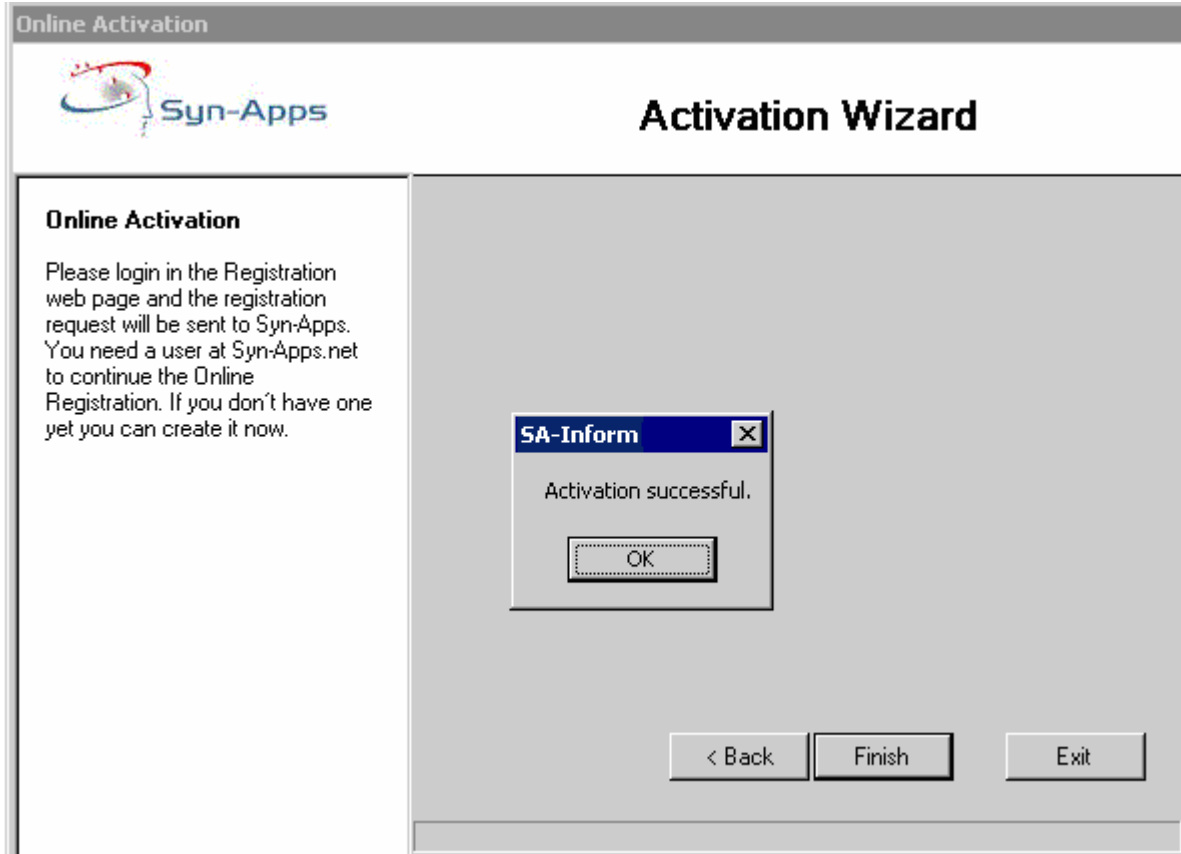 Online Activation
Syn-Apps
Activation Wizard
Online Activation
Please login in the Registration
web page and the registration
request will be sent to Syn-Apps.
You need a user at Syn-Apps.net
to continue the Online
Registration. If you don´t have one
yet you can create it now.
SA-Inform
Activation successful.
OK
< Back
Finish
Exit